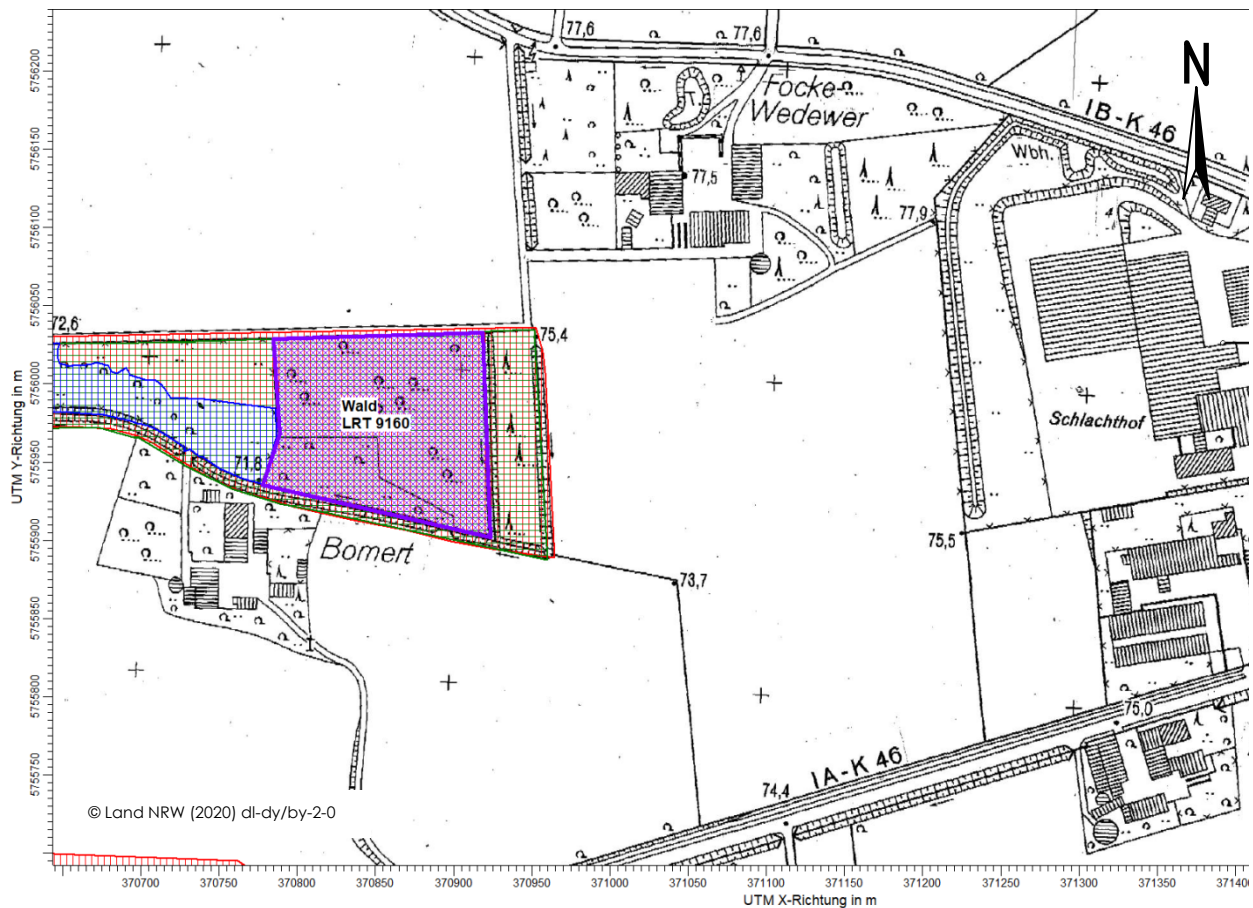 77,6
77,6
N
Focke-
Wedewer
IB-K 46
T.
Wbh.
77,5
77,9
4
72,6
75,4
Wald
LRT 9160
Schlachthof
71,8
Bomert
75,5
73,7
75.0
IA-K 46
74,4
© Land NRW (2020) dl-dy/by-2-0
UTM Y-Richtung in m
5756200
5756150
5756100
5756050
5756000
5755950
5755900
5755850
5755800
5755750
370700
370750
370800
370850
370900
370950
371000
371050
371100
371150
371200
371250
371300
371350
371400
UTM X-Richtung in m